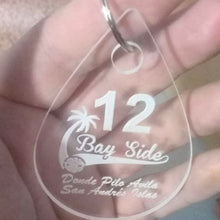 12
Bay Side
Donde Pilo Avila
San Andrés Islas